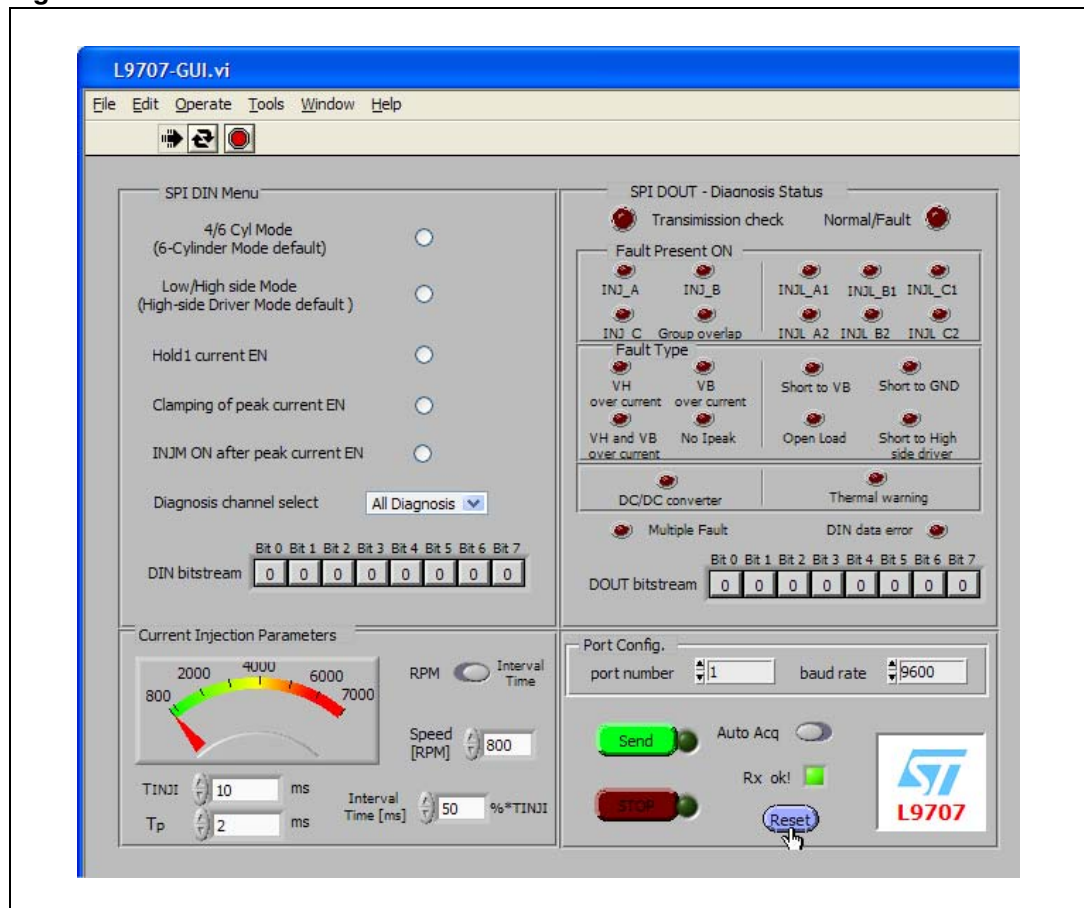 L9707-GUI.vi
File Edit Operate Tools Window Help
SPI DIN Menu
4/6 Cyl Mode
(6-Cylinder Mode default)
Low/High side Mode
(High-side Driver Mode default )
Hold1 current EN
Clamping of peak current EN
INJM ON after peak current EN
Diagnosis channel select All Diagnosis
Bit 0 Bit 1 Bit 2 Bit 3 Bit 4 Bit 5 Bit 6 Bit 7
DIN bitstream 0 0 0 0 0 0 0 0
SPI DOUT - Diagnosis Status
Transmission check Normal/Fault
Fault Present ON
INJ_A INJ_B INJL_A1 INJL_B1 INJL_C1
INJ_C Group overlap INJL_A2 INJL_B2 INJL_C2
Fault Type
VH VB Short to VB Short to GND
over current over current
VH and VB No Ipeak Open Load Short to High
over current side driver
DC/DC converter Thermal warning
Multiple Fault DIN data error
Bit 0 Bit 1 Bit 2 Bit 3 Bit 4 Bit 5 Bit 6 Bit 7
DOUT bitstream 0 0 0 0 0 0 0 0
Current Injection Parameters
800 2000 4000 6000 7000
RPM Interval
Time
Speed
[RPM] 800
TINJI 10 ms
Tp 2 ms
Interval
Time [ms] 50 %*TINJI
Port Config.
port number 1 baud rate 9600
Send Auto Acq
Rx ok!
STOP Reset
ST
L9707